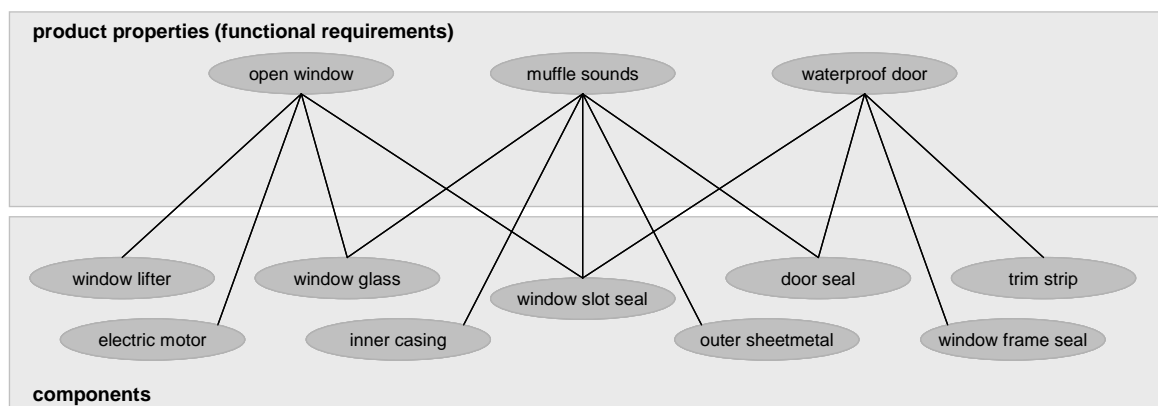 product properties (functional requirements)
open window
muffle sounds
waterproof door
window lifter
window glass
window slot seal
door seal
trim strip
electric motor
inner casing
outer sheetmetal
window frame seal
components